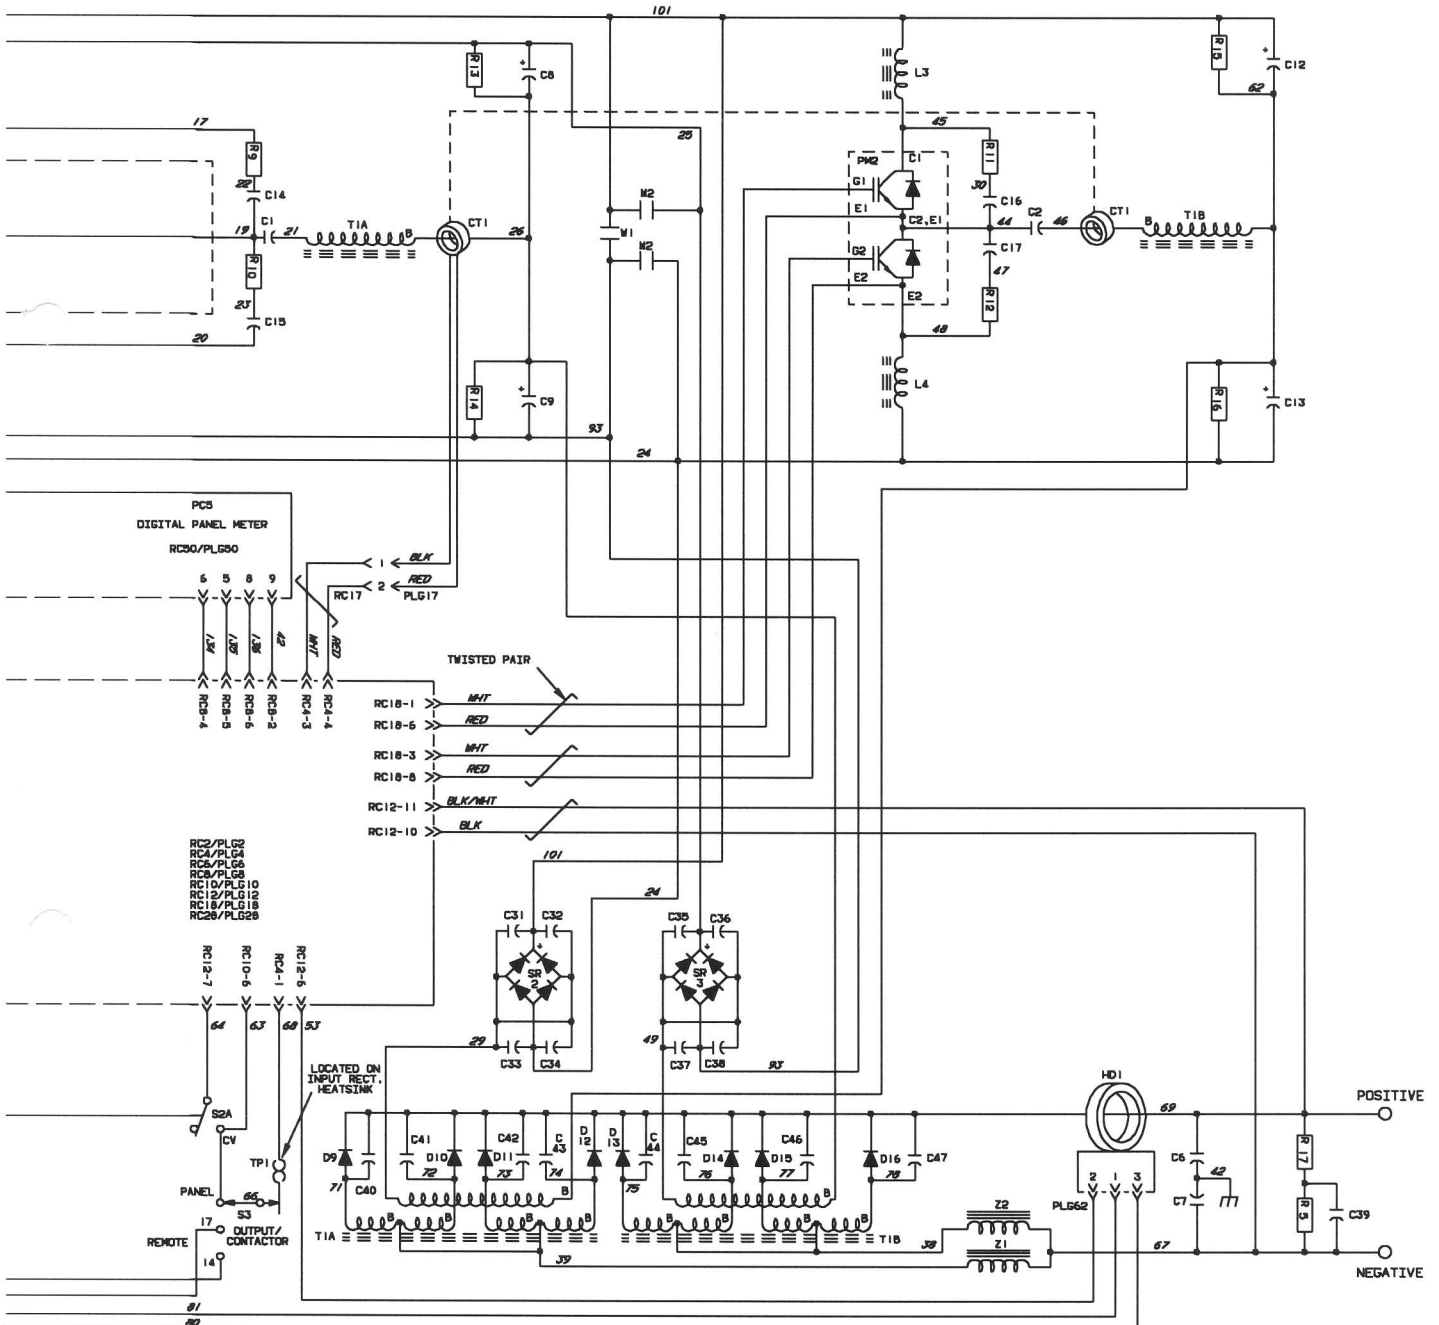 101
R13
C8
L3
R15
C12
62
17
R9
22
C14
25
45
PM2
C1
R11
G1
30
C16
E1
C2,E1
44
C2
46
CT1
B
T1B
19
C1
21
T1A
B
CT1
26
W2
W1
W2
G2
C17
47
E2
E2
R12
R10
23
C15
20
48
L4
R14
C9
93
R16
C13
24
PC5
DIGITAL PANEL METER
RC50/PLG50
6 5 8 9
1
BLK
2
RED
RC17
PLG17
134
135
136
42
WHT
RED
RC8-4
RC8-5
RC8-6
RC8-2
RC4-3
RC4-4
TWISTED PAIR
RC18-1
WHT
RC18-6
RED
RC18-3
WHT
RC18-8
RED
RC12-11
BLK/WHT
RC12-10
BLK
RC2/PLG2
RC4/PLG4
RC6/PLG6
RC8/PLG8
RC10/PLG10
RC12/PLG12
RC18/PLG18
RC28/PLG28
101
24
C31
C32
SR
2
29
C33
C34
C35
C36
SR
3
49
C37
C38
93
RC12-7
RC10-6
RC4-1
RC12-6
64
63
68
53
LOCATED ON
INPUT RECT.
HEATSINK
S2A
CV
TP1
PANEL
66
S3
17
OUTPUT/
CONTACTOR
REMOTE
14
81
80
D9
C40
71
C41
D10
72
D11
C42
73
C
43
74
D
12
D
13
C
44
75
C45
D14
76
D15
C46
77
D16
78
C47
B
B
T1A
B
B
B
B
T1B
39
38
Z2
Z1
67
HD1
69
2 1 3
PLG62
C6
42
C7
R17
R5
C39
POSITIVE
NEGATIVE